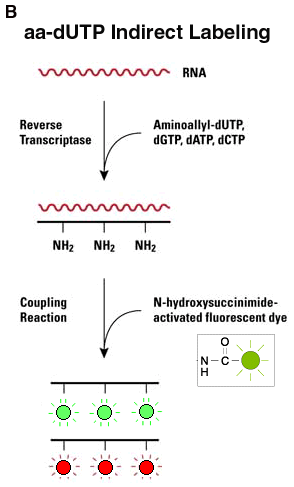 B
aa-dUTP Indirect Labeling
RNA
Reverse
Transcriptase
Aminoallyl-dUTP,
dGTP, dATP, dCTP
NH2 NH2 NH2
Coupling
Reaction
N-hydroxysuccinimide-
activated fluorescent dye
O
N–C–
H